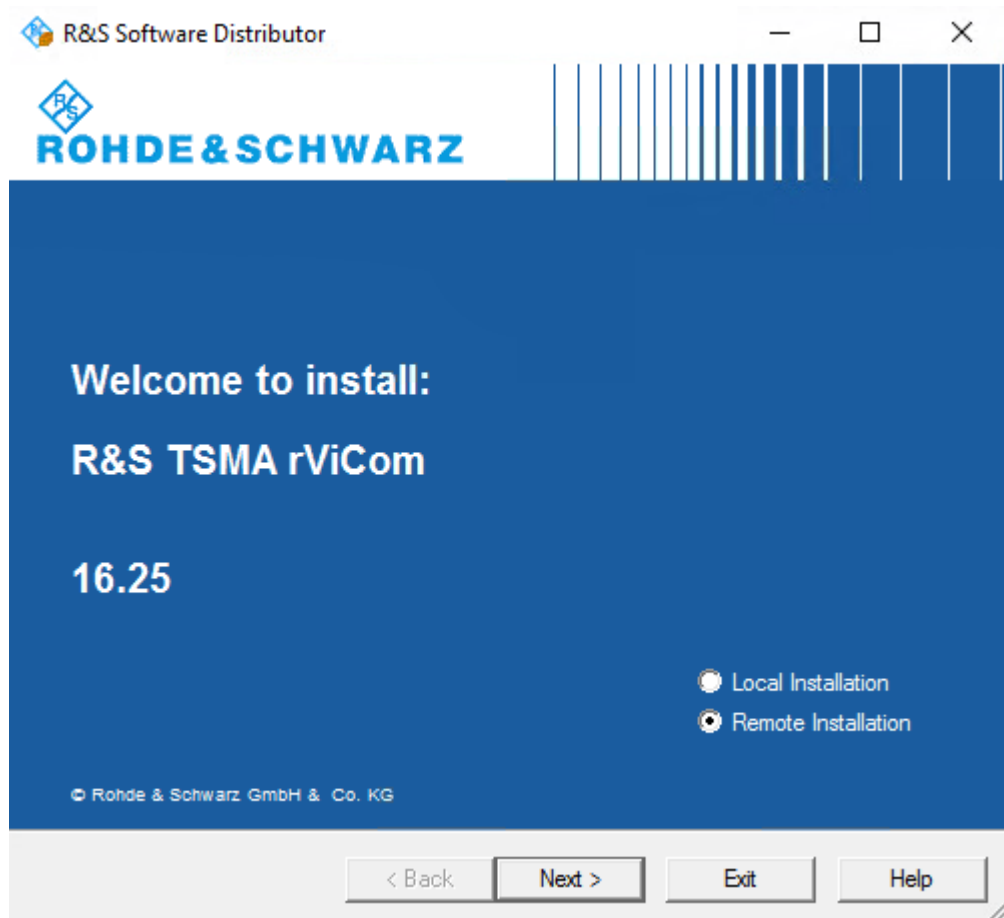 R&S Software Distributor
R&S
ROHDE&SCHWARZ
Welcome to install:
R&S TSMA rViCom
16.25
Local Installation
Remote Installation
© Rohde & Schwarz GmbH & Co. KG
< Back
Next >
Exit
Help